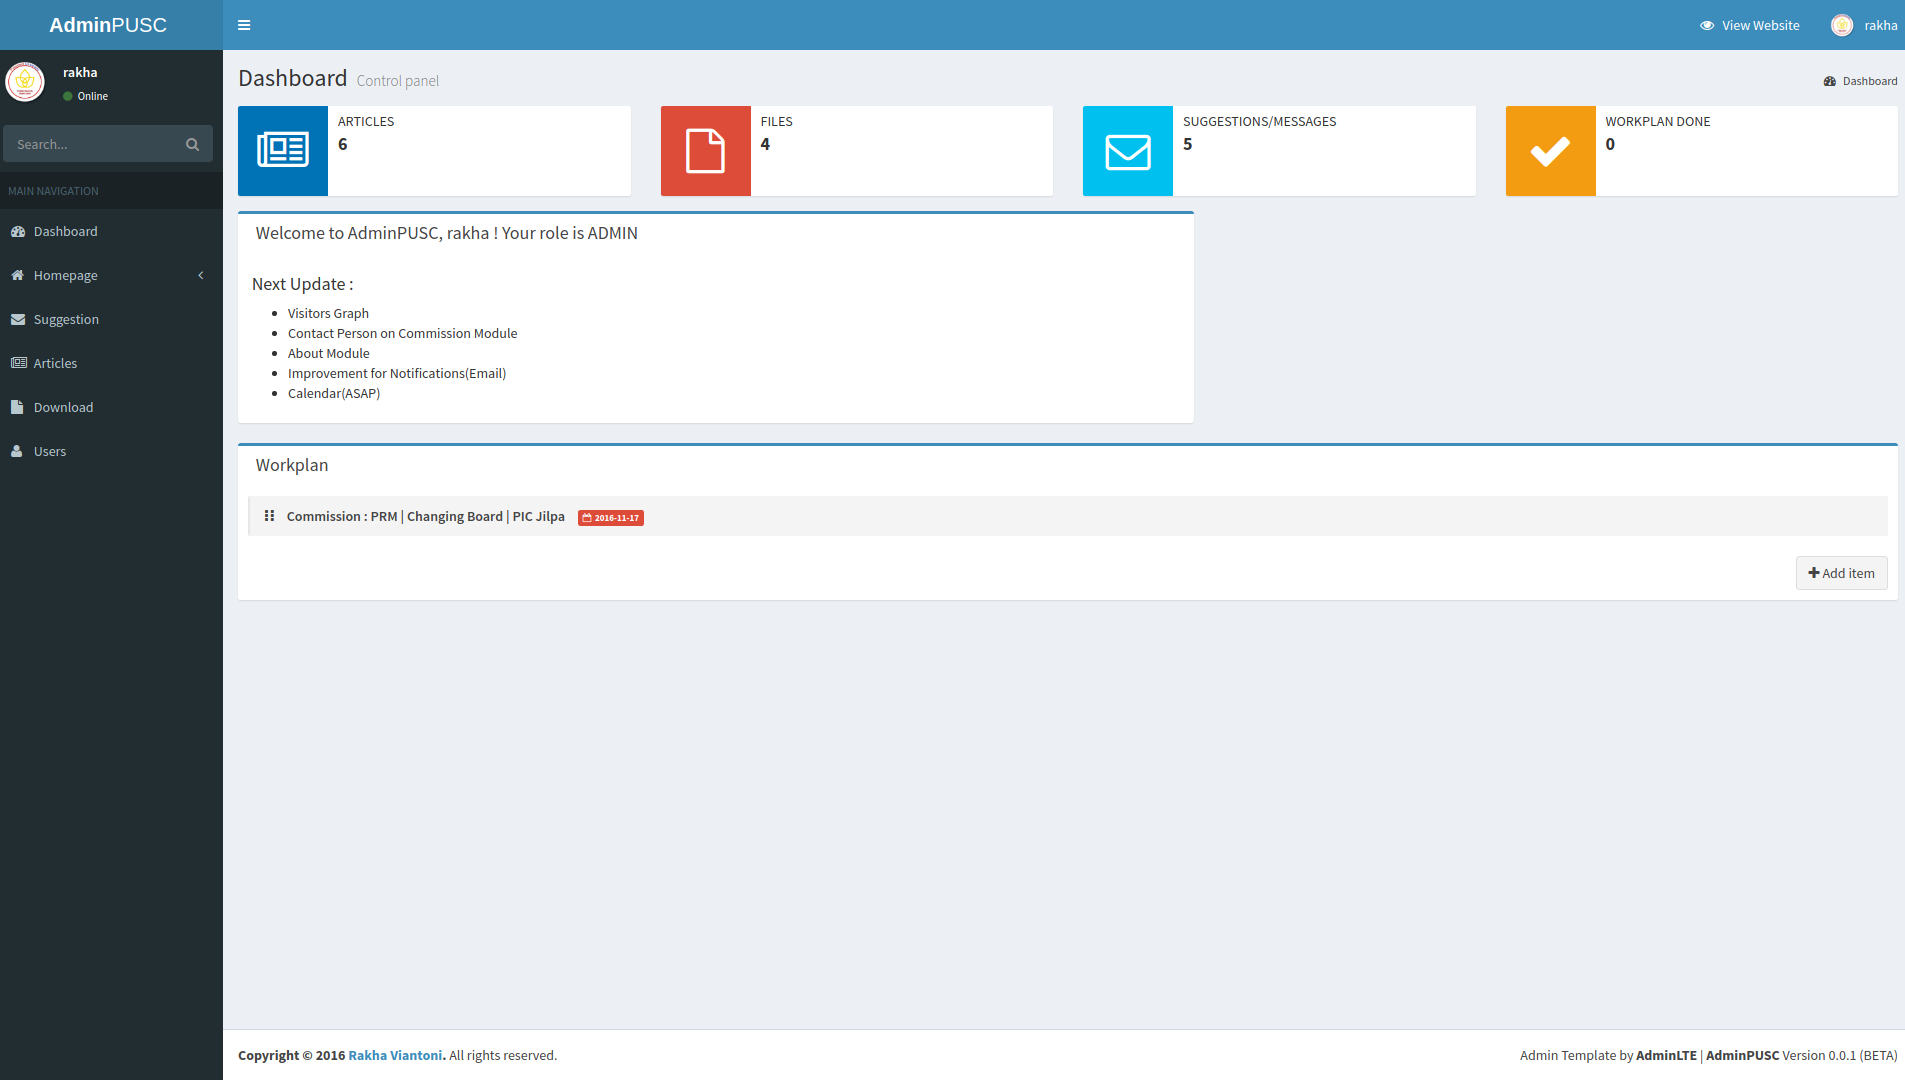 AdminPUSC
View Website
rakha
rakha
Online
Search...
MAIN NAVIGATION
Dashboard
Homepage
Suggestion
Articles
Download
Users
Dashboard Control panel
Dashboard
ARTICLES
6
FILES
4
SUGGESTIONS/MESSAGES
5
WORKPLAN DONE
0
Welcome to AdminPUSC, rakha ! Your role is ADMIN
Next Update :
Visitors Graph
Contact Person on Commission Module
About Module
Improvement for Notifications(Email)
Calendar(ASAP)
Workplan
Commission : PRM | Changing Board | PIC Jilpa 2016-11-17
Add item
Copyright © 2016 Rakha Viantoni. All rights reserved.
Admin Template by AdminLTE | AdminPUSC Version 0.0.1 (BETA)